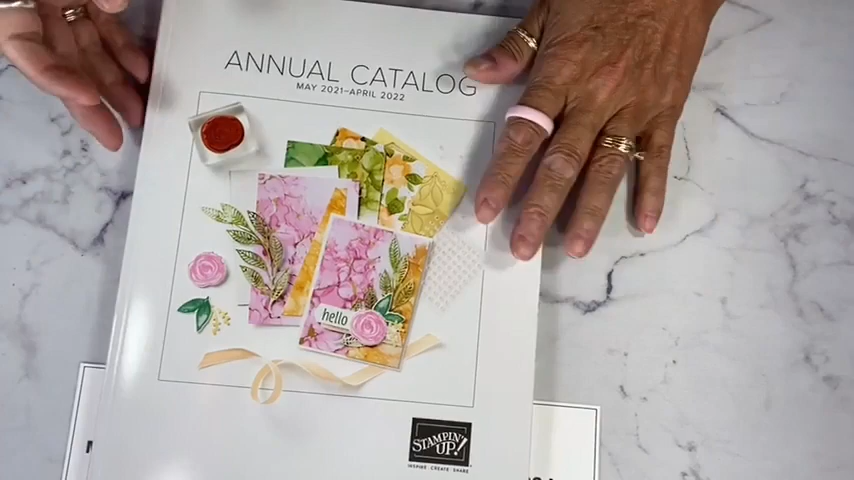 ANNUAL CATALOG
MAY 2021–APRIL 2022
hello
STAMPIN' UP!
INSPIRE · CREATE · SHARE